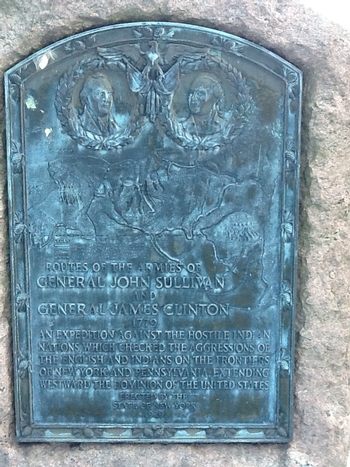 ROUTES OF THE ARMIES OF
GENERAL JOHN SULLIVAN
AND
GENERAL JAMES CLINTON
1779
AN EXPEDITION AGAINST THE HOSTILE INDIAN
NATIONS WHICH CHECKED THE AGGRESSIONS OF
THE ENGLISH AND INDIANS ON THE FRONTIERS
OF NEW YORK AND PENNSYLVANIA, EXTENDING
WESTWARD THE DOMINION OF THE UNITED STATES
ERECTED BY THE
STATE OF NEW YORK